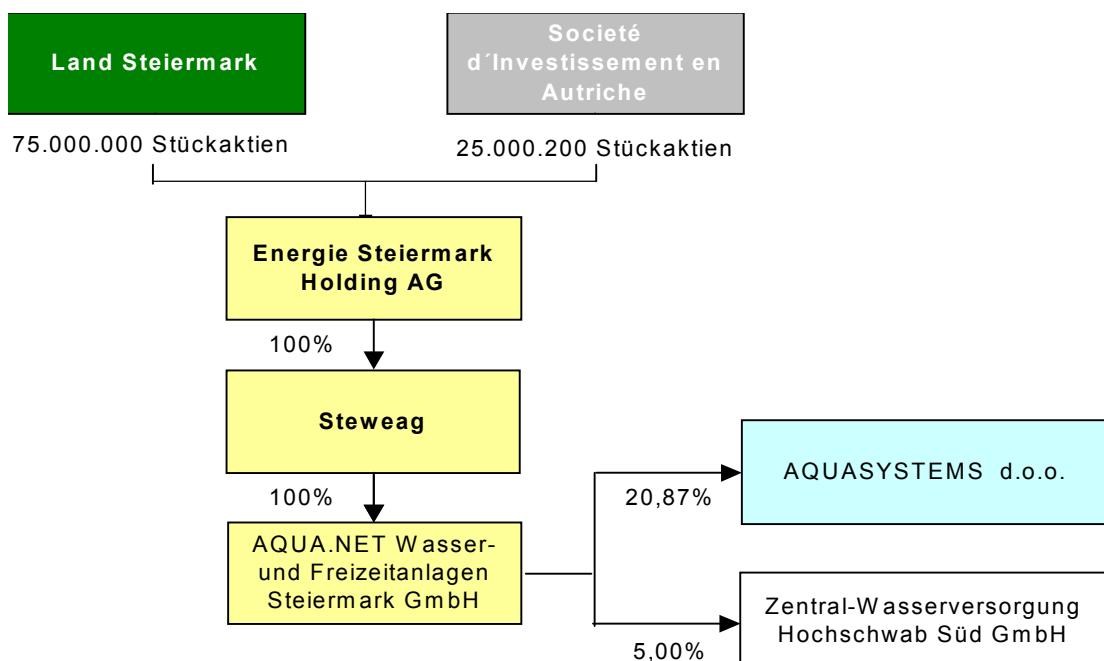 Land Steiermark
Societé
d´Investissement en
Autriche
75.000.000 Stückaktien
25.000.200 Stückaktien
Energie Steiermark
Holding AG
100%
Steweag
100%
AQUA.NET Wasser-
und Freizeitanlagen
Steiermark GmbH
20,87%
AQUASYSTEMS d.o.o.
5,00%
Zentral-Wasserversorgung
Hochschwab Süd GmbH